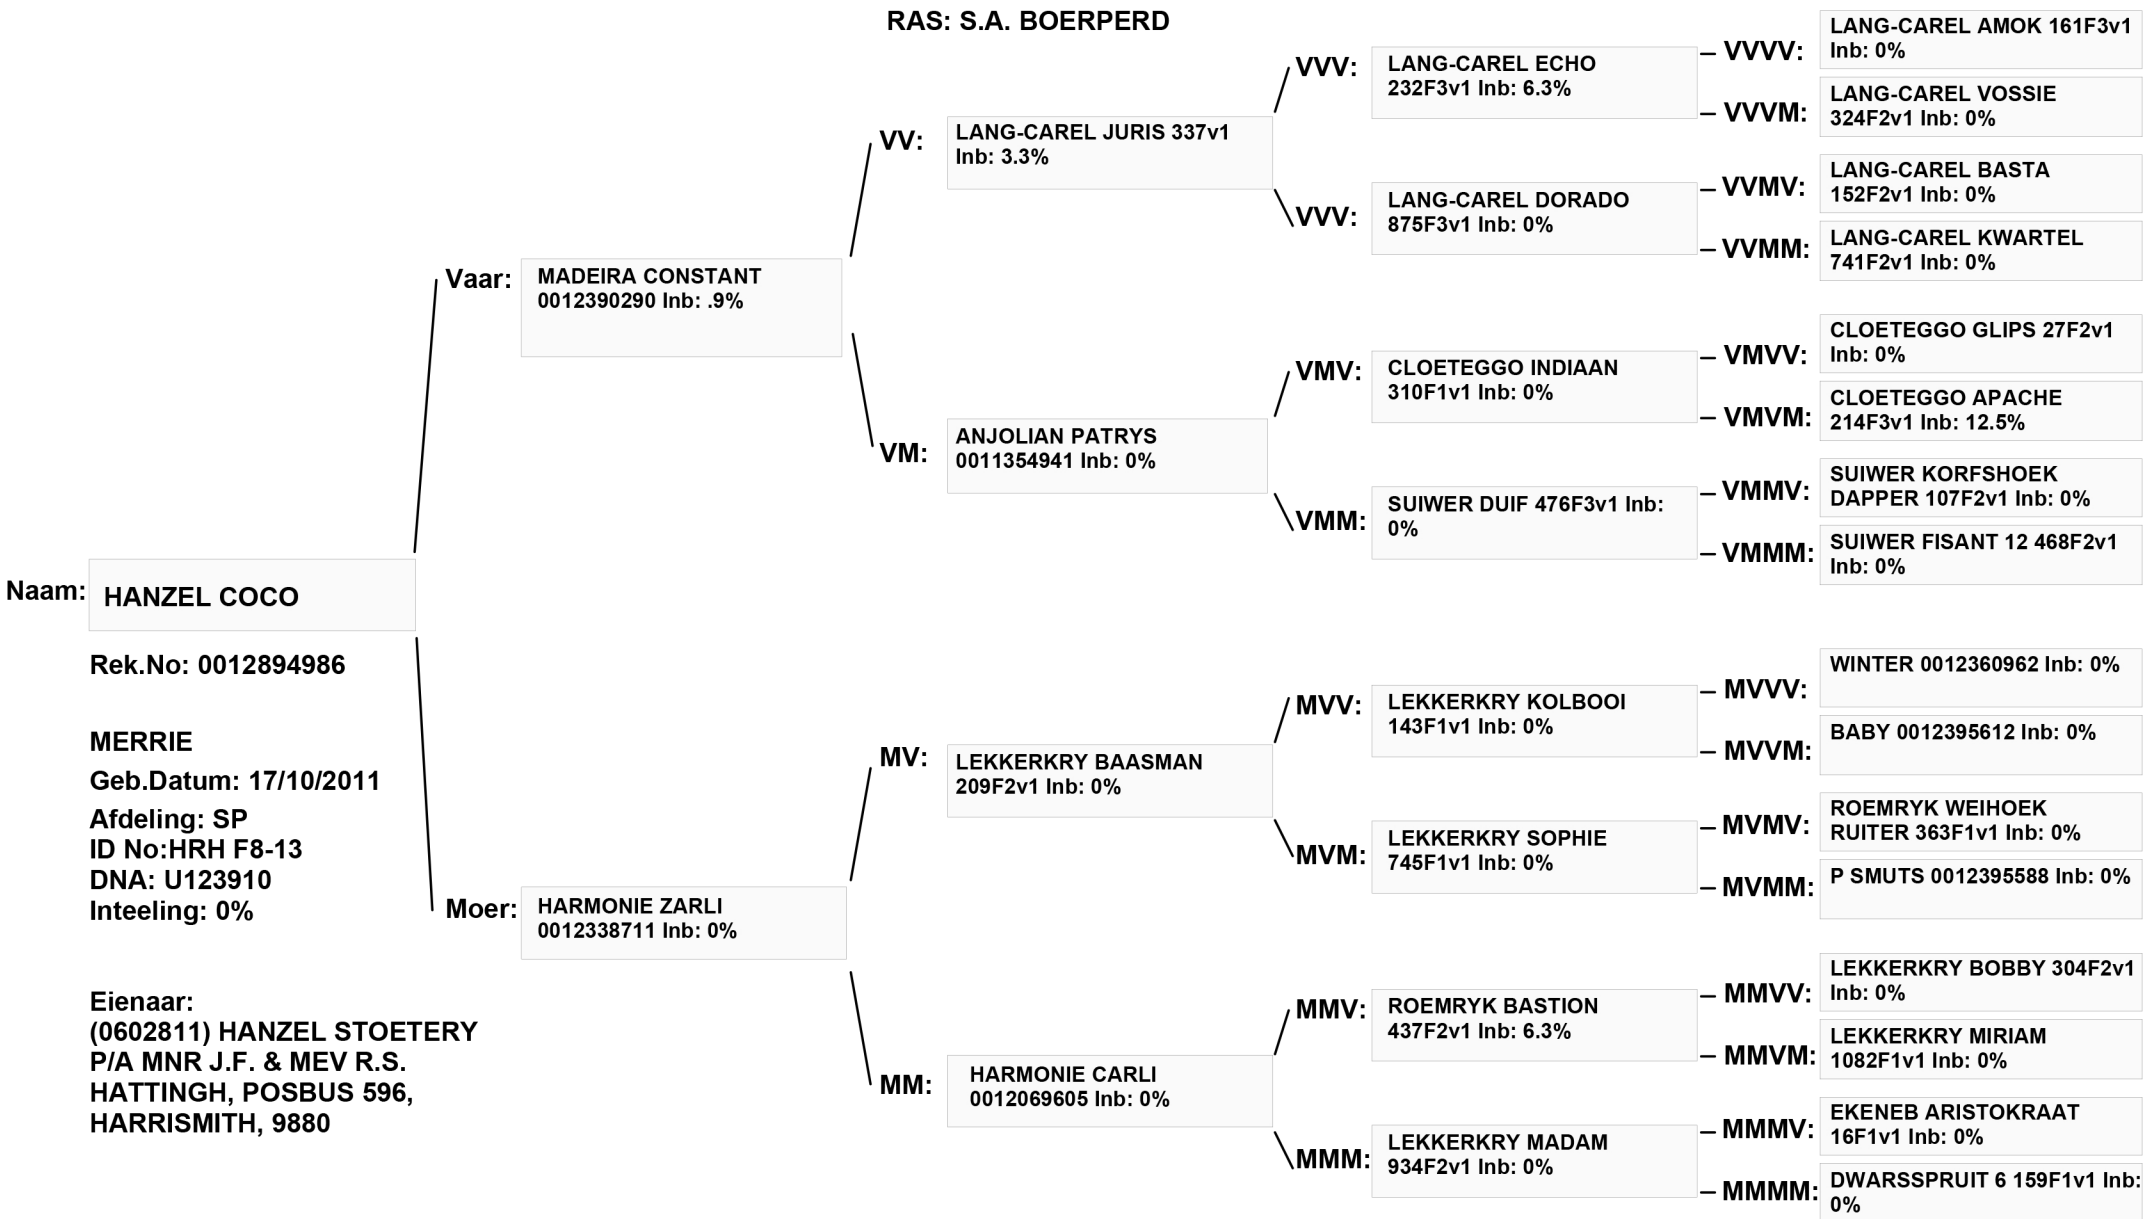 RAS: S.A. BOERPERD
Naam:
HANZEL COCO
Rek.No: 0012894986
MERRIE
Geb.Datum: 17/10/2011
Afdeling: SP
ID No:HRH F8-13
DNA: U123910
Inteeling: 0%
Eienaar:
(0602811) HANZEL STOETERY
P/A MNR J.F. & MEV R.S.
HATTINGH, POSBUS 596,
HARRISMITH, 9880
Vaar:
MADEIRA CONSTANT
0012390290 Inb: .9%
Moer:
HARMONIE ZARLI
0012338711 Inb: 0%
VV:
LANG-CAREL JURIS 337v1
Inb: 3.3%
VM:
ANJOLIAN PATRYS
0011354941 Inb: 0%
MV:
LEKKERKRY BAASMAN
209F2v1 Inb: 0%
MM:
HARMONIE CARLI
0012069605 Inb: 0%
VVV:
LANG-CAREL ECHO
232F3v1 Inb: 6.3%
VVV:
LANG-CAREL DORADO
875F3v1 Inb: 0%
VMV:
CLOETEGGO INDIAAN
310F1v1 Inb: 0%
VMM:
SUIWER DUIF 476F3v1 Inb:
0%
MVV:
LEKKERKRY KOLBOOI
143F1v1 Inb: 0%
MVM:
LEKKERKRY SOPHIE
745F1v1 Inb: 0%
MMV:
ROEMRYK BASTION
437F2v1 Inb: 6.3%
MMM:
LEKKERKRY MADAM
934F2v1 Inb: 0%
VVVV:
LANG-CAREL AMOK 161F3v1
Inb: 0%
VVVM:
LANG-CAREL VOSSIE
324F2v1 Inb: 0%
VVMV:
LANG-CAREL BASTA
152F2v1 Inb: 0%
VVMM:
LANG-CAREL KWARTEL
741F2v1 Inb: 0%
VMVV:
CLOETEGGO GLIPS 27F2v1
Inb: 0%
VMVM:
CLOETEGGO APACHE
214F3v1 Inb: 12.5%
VMMV:
SUIWER KORFSHOEK
DAPPER 107F2v1 Inb: 0%
VMMM:
SUIWER FISANT 12 468F2v1
Inb: 0%
MVVV:
WINTER 0012360962 Inb: 0%
MVVM:
BABY 0012395612 Inb: 0%
MVMV:
ROEMRYK WEIHOEK
RUITER 363F1v1 Inb: 0%
MVMM:
P SMUTS 0012395588 Inb: 0%
MMVV:
LEKKERKRY BOBBY 304F2v1
Inb: 0%
MMVM:
LEKKERKRY MIRIAM
1082F1v1 Inb: 0%
MMMV:
EKENEB ARISTOKRAAT
16F1v1 Inb: 0%
MMMM:
DWARSSPRUIT 6 159F1v1 Inb:
0%